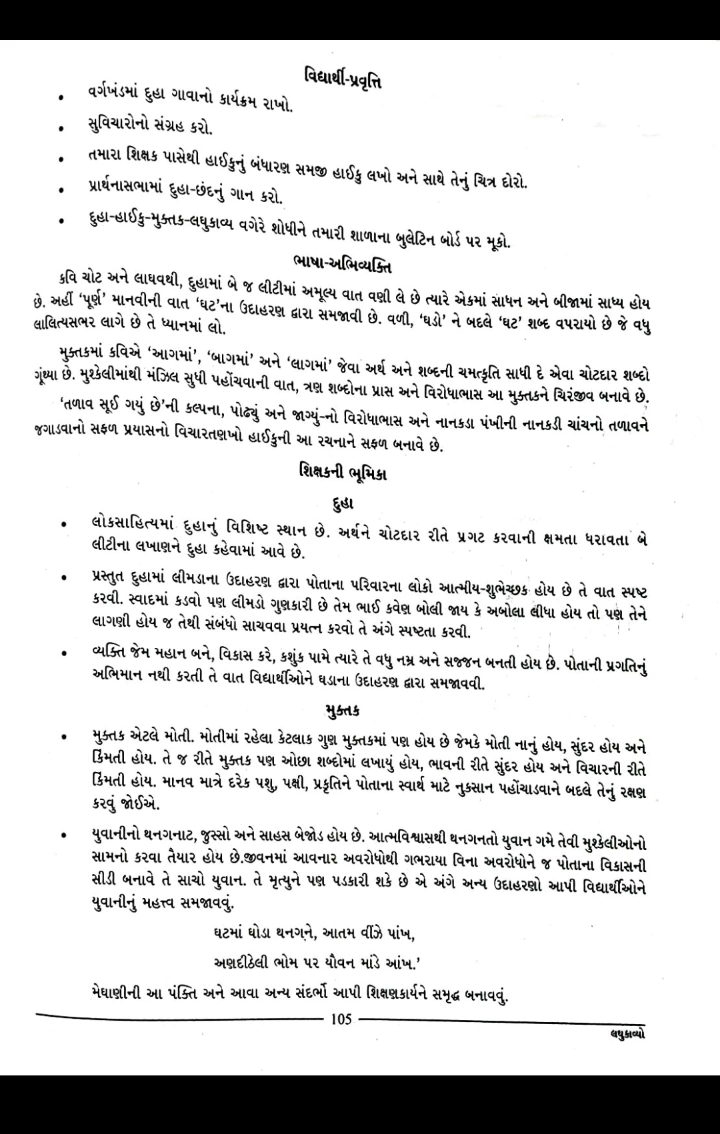 વિદ્યાર્થી-પ્રવૃત્તિ
• વર્ગખંડમાં દુહા ગાવાનો કાર્યક્રમ રાખો.
• સુવિચારોનો સંગ્રહ કરો.
• તમારા શિક્ષક પાસેથી હાઈકુનું બંધારણ સમજી હાઈકુ લખો અને સાથે તેનું ચિત્ર દોરો.
• પ્રાર્થનાસભામાં દુહા-છંદનું ગાન કરો.
• દુહા-હાઈકુ-મુક્તક-લઘુકાવ્ય વગેરે શોધીને તમારી શાળાના બુલેટિન બોર્ડ પર મૂકો.
ભાષા-અભિવ્યક્તિ
કવિ ચોટ અને લાઘવથી, દુહામાં બે જ લીટીમાં અમૂલ્ય વાત વણી લે છે ત્યારે એકમાં સાધન અને બીજામાં સાધ્ય હોય
છે. અહીં ‘પૂર્ણ’ માનવીની વાત ‘ઘટ’ના ઉદાહરણ દ્વારા સમજાવી છે. વળી, ‘ઘડો’ ને બદલે ‘ઘટ’ શબ્દ વપરાયો છે જે વધુ
લાલિત્યસભર લાગે છે તે ધ્યાનમાં લો.
મુક્તકમાં કવિએ ‘આગમાં’, ‘બાગમાં’ અને ‘લાગમાં’ જેવા અર્થ અને શબ્દની ચમત્કૃતિ સાધી દે એવા ચોટદાર શબ્દો
ગૂંથ્યા છે. મુશ્કેલીમાંથી મંઝિલ સુધી પહોંચવાની વાત, ત્રણ શબ્દોના પ્રાસ અને વિરોધાભાસ આ મુક્તકને ચિરંજીવ બનાવે છે.
‘તળાવ સૂઈ ગયું છે’ની કલ્પના, પોઢ્યું અને જાગ્યું-નો વિરોધાભાસ અને નાનકડા પંખીની નાનકડી ચાંચનો તળાવને
જગાડવાનો સફળ પ્રયાસનો વિચારતણખો હાઈકુની આ રચનાને સફળ બનાવે છે.
શિક્ષકની ભૂમિકા
દુહા
• લોકસાહિત્યમાં દુહાનું વિશિષ્ટ સ્થાન છે. અર્થને ચોટદાર રીતે પ્રગટ કરવાની ક્ષમતા ધરાવતા બે
લીટીના લખાણને દુહા કહેવામાં આવે છે.
• પ્રસ્તુત દુહામાં લીમડાના ઉદાહરણ દ્વારા પોતાના પરિવારના લોકો આત્મીય-શુભેચ્છક હોય છે તે વાત સ્પષ્ટ
કરવી. સ્વાદમાં કડવો પણ લીમડો ગુણકારી છે તેમ ભાઈ કવેણ બોલી જાય કે અબોલા લીધા હોય તો પણ તેને
લાગણી હોય જ તેથી સંબંધો સાચવવા પ્રયત્ન કરવો તે અંગે સ્પષ્ટતા કરવી.
• વ્યક્તિ જેમ મહાન બને, વિકાસ કરે, કશુંક પામે ત્યારે તે વધુ નમ્ર અને સજ્જન બનતી હોય છે. પોતાની પ્રગતિનું
અભિમાન નથી કરતી તે વાત વિદ્યાર્થીઓને ઘડાના ઉદાહરણ દ્વારા સમજાવવી.
મુક્તક
• મુક્તક એટલે મોતી. મોતીમાં રહેલા કેટલાક ગુણ મુક્તકમાં પણ હોય છે જેમકે મોતી નાનું હોય, સુંદર હોય અને
કિંમતી હોય. તે જ રીતે મુક્તક પણ ઓછા શબ્દોમાં લખાયું હોય, ભાવની રીતે સુંદર હોય અને વિચારની રીતે
કિંમતી હોય. માનવ માત્રે દરેક પશુ, પક્ષી, પ્રકૃતિને પોતાના સ્વાર્થ માટે નુકસાન પહોંચાડવાને બદલે તેનું રક્ષણ
કરવું જોઈએ.
• યુવાનીનો થનગનાટ, જુસ્સો અને સાહસ બેજોડ હોય છે. આત્મવિશ્વાસથી થનગનતો યુવાન ગમે તેવી મુશ્કેલીઓનો
સામનો કરવા તૈયાર હોય છે.જીવનમાં આવનાર અવરોધોથી ગભરાયા વિના અવરોધોને જ પોતાના વિકાસની
સીડી બનાવે તે સાચો યુવાન. તે મૃત્યુને પણ પડકારી શકે છે એ અંગે અન્ય ઉદાહરણો આપી વિદ્યાર્થીઓને
યુવાનીનું મહત્ત્વ સમજાવવું.
ઘટમાં ઘોડા થનગને, આતમ વીંઝે પાંખ,
અણદીઠેલી ભોમ પર યૌવન માંડે આંખ.’
મેઘાણીની આ પંક્તિ અને આવા અન્ય સંદર્ભો આપી શિક્ષણકાર્યને સમૃદ્ધ બનાવવું.
105
લઘુકાવ્યો